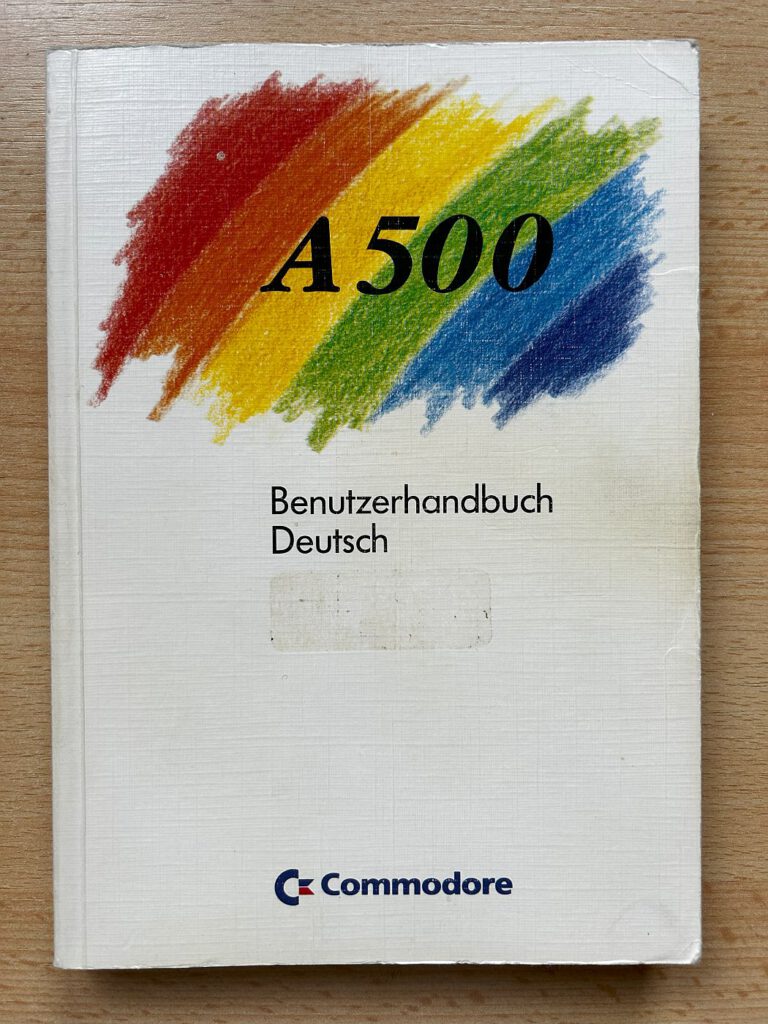 A500
Benutzerhandbuch
Deutsch
Commodore